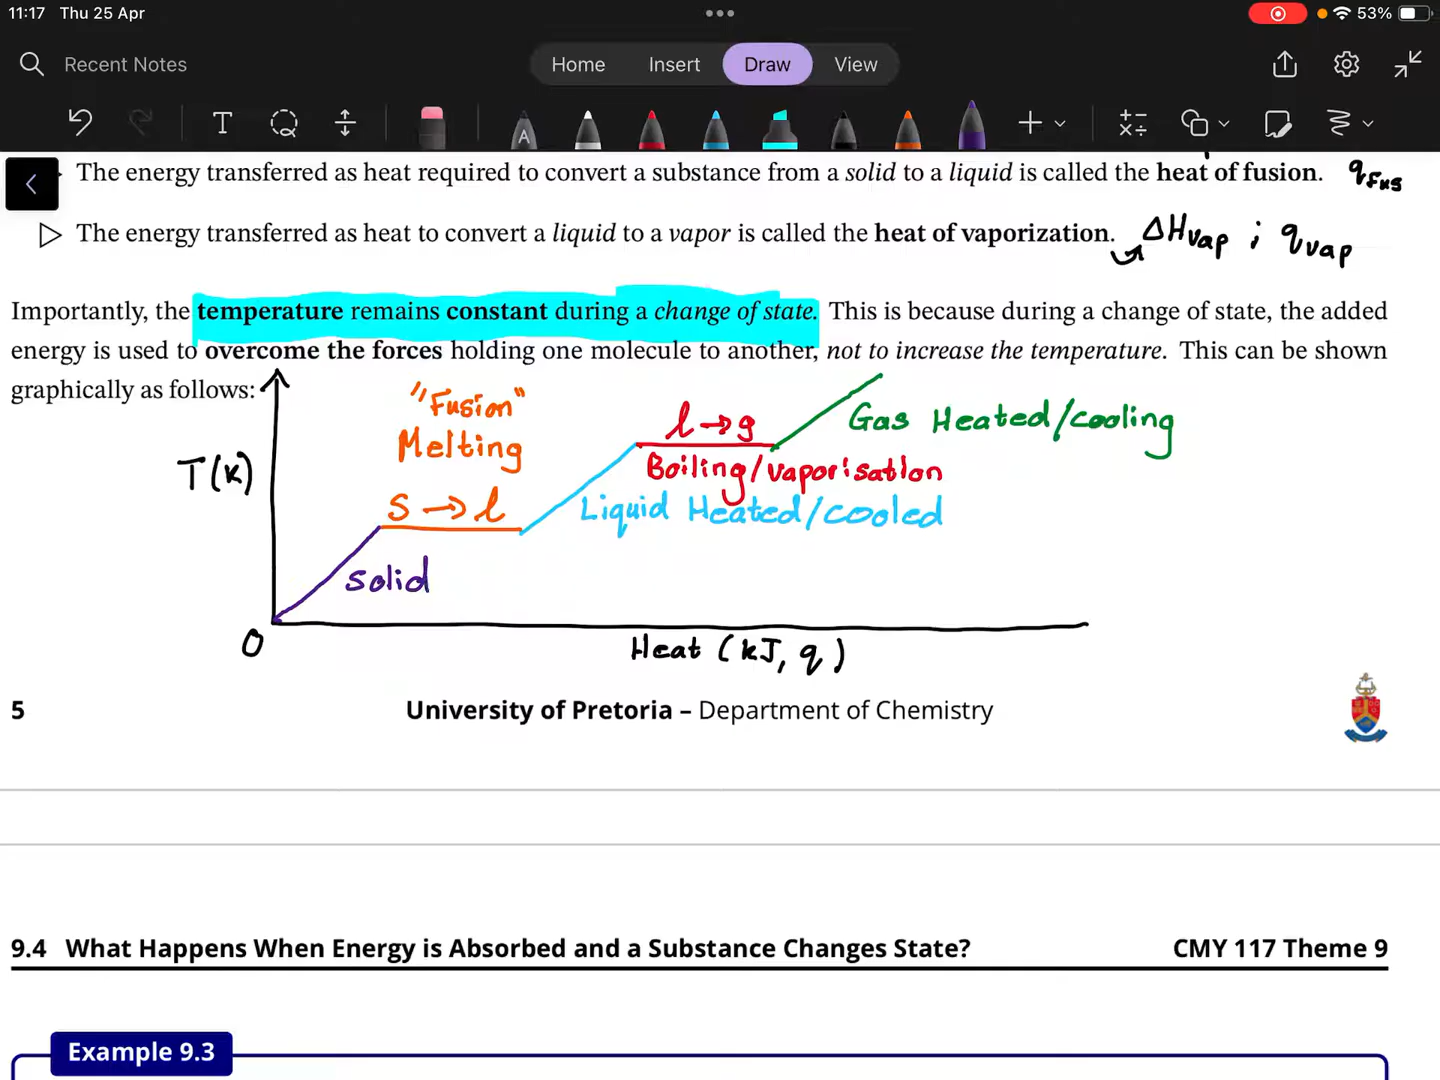 11:17 Thu 25 Apr
53%
Recent Notes
Home Insert Draw View
T
A
The energy transferred as heat required to convert a substance from a solid to a liquid is called the heat of fusion. qFus
▷ The energy transferred as heat to convert a liquid to a vapor is called the heat of vaporization. ΔHvap ; qvap
Importantly, the temperature remains constant during a change of state. This is because during a change of state, the added
energy is used to overcome the forces holding one molecule to another, not to increase the temperature. This can be shown
graphically as follows:
"Fusion"
Melting
l → g
Gas Heated/cooling
T(K)
Boiling/vaporisation
s → l
Liquid Heated/cooled
Solid
0
Heat (kJ, q)
5 University of Pretoria – Department of Chemistry
9.4 What Happens When Energy is Absorbed and a Substance Changes State? CMY 117 Theme 9
Example 9.3